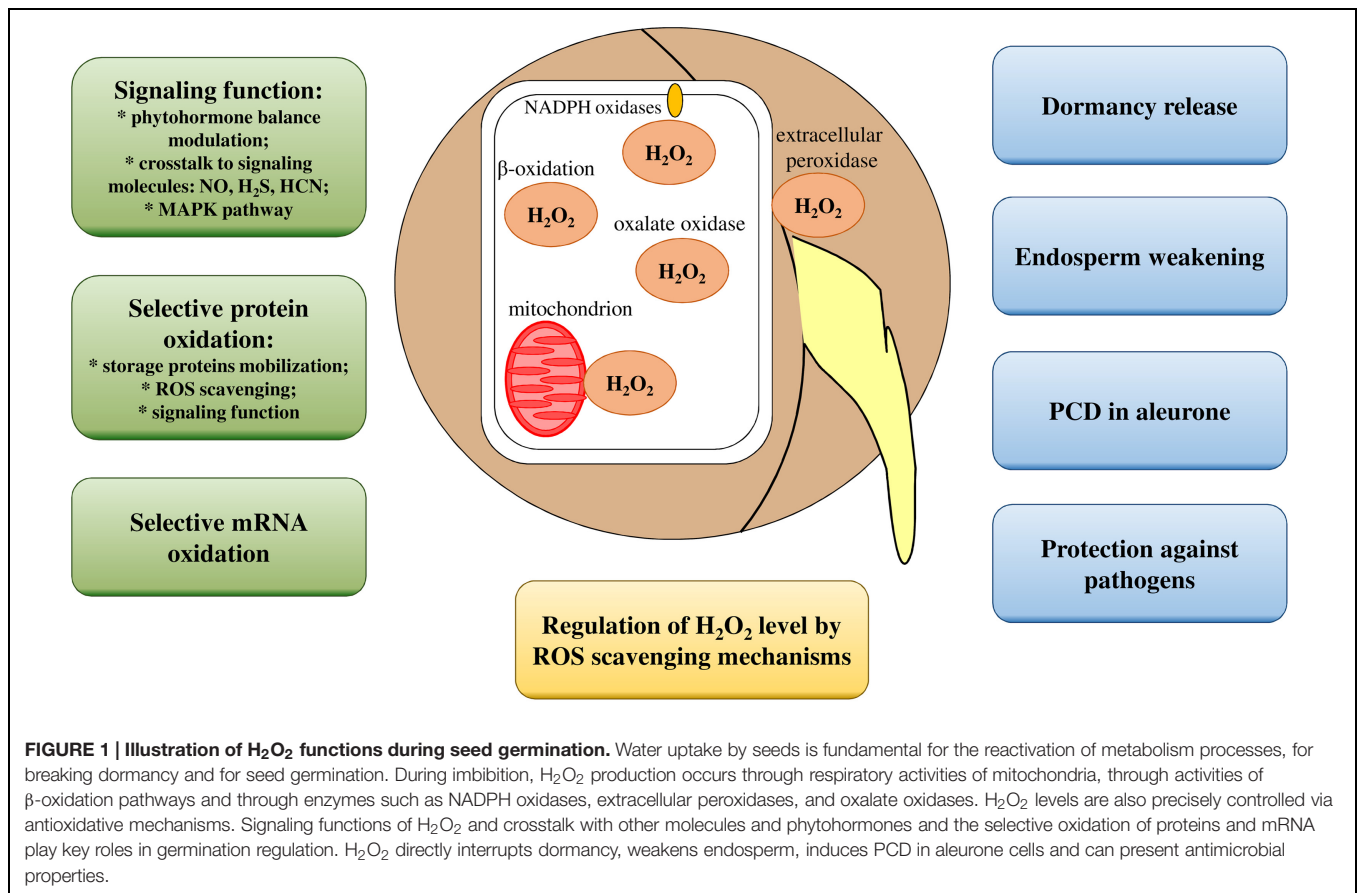 Signaling function:
* phytohormone balance
modulation;
* crosstalk to signaling
molecules: NO, H₂S, HCN;
* MAPK pathway
Selective protein
oxidation:
* storage proteins mobilization;
* ROS scavenging;
* signaling function
Selective mRNA
oxidation
NADPH oxidases
H₂O₂
β-oxidation
H₂O₂
oxalate oxidase
H₂O₂
mitochondrion
H₂O₂
extracellular
peroxidase
H₂O₂
Regulation of H₂O₂ level by
ROS scavenging mechanisms
Dormancy release
Endosperm weakening
PCD in aleurone
Protection against
pathogens
FIGURE 1 | Illustration of H₂O₂ functions during seed germination. Water uptake by seeds is fundamental for the reactivation of metabolism processes, for
breaking dormancy and for seed germination. During imbibition, H₂O₂ production occurs through respiratory activities of mitochondria, through activities of
β-oxidation pathways and through enzymes such as NADPH oxidases, extracellular peroxidases, and oxalate oxidases. H₂O₂ levels are also precisely controlled via
antioxidative mechanisms. Signaling functions of H₂O₂ and crosstalk with other molecules and phytohormones and the selective oxidation of proteins and mRNA
play key roles in germination regulation. H₂O₂ directly interrupts dormancy, weakens endosperm, induces PCD in aleurone cells and can present antimicrobial
properties.